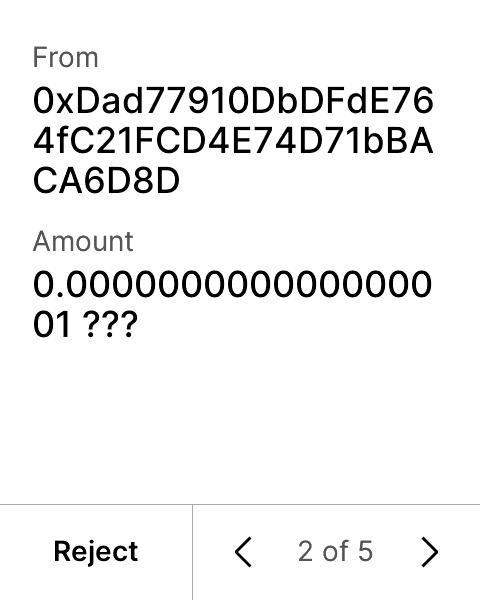 From
0xDad77910DbDFdE76
4fC21FCD4E74D71bBA
CA6D8D
Amount
0.0000000000000000
01 ???
Reject
2 of 5